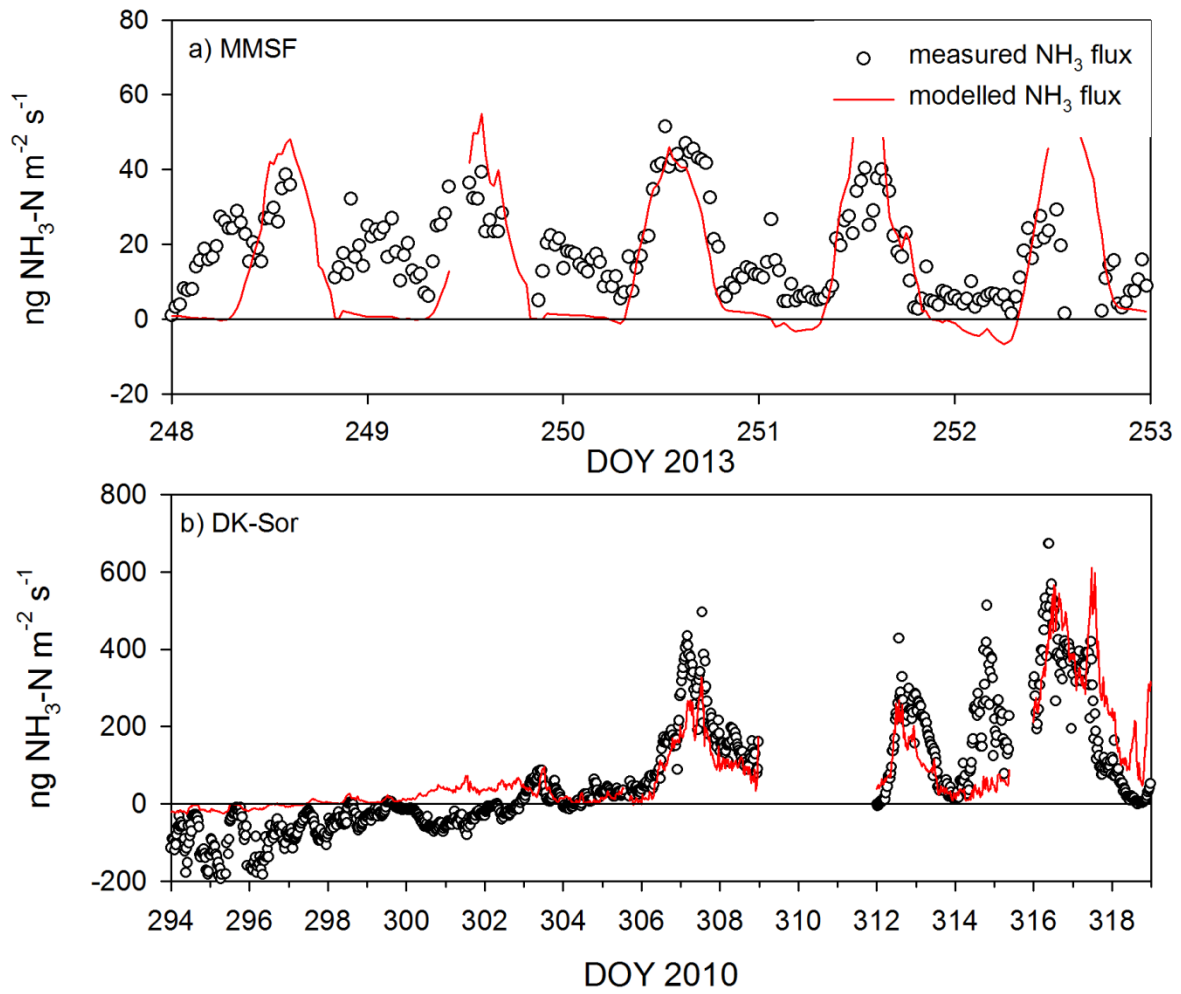 80
60
40
20
0
-20
ng NH₃-N m⁻² s⁻¹
a) MMSF
measured NH₃ flux
modelled NH₃ flux
248 249 250 251 252 253
DOY 2013
800
600
400
200
0
-200
ng NH₃-N m⁻² s⁻¹
b) DK-Sor
294 296 298 300 302 304 306 308 310 312 314 316 318
DOY 2010